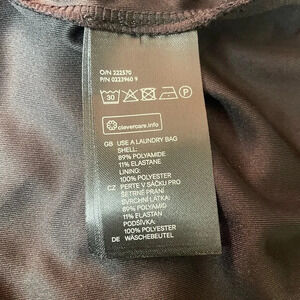 O/N 222570
P/N 0223960 9
30
P
clevercare.info
GB USE A LAUNDRY BAG
SHELL:
89% POLYAMIDE
11% ELASTANE
LINING:
100% POLYESTER
CZ PERTE V SÁČKU PRO
ŠETRNÉ PRANÍ
SVRCHNÍ LÁTKA:
89% POLYAMID
11% ELASTAN
PODŠÍVKA:
100% POLYESTER
DE WÄSCHEBEUTEL